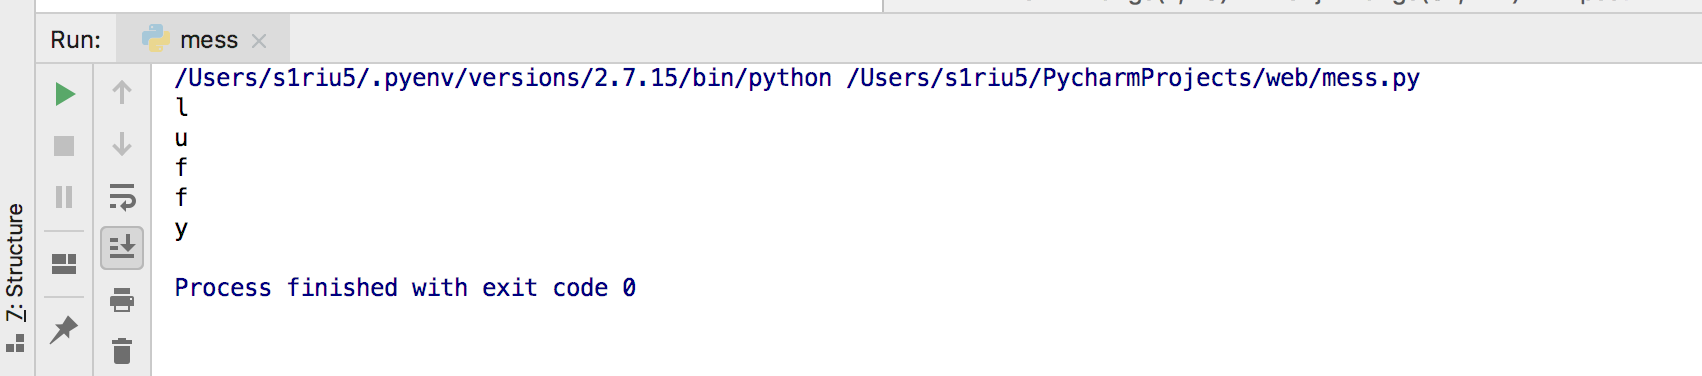 Run: mess
/Users/s1riu5/.pyenv/versions/2.7.15/bin/python /Users/s1riu5/PycharmProjects/web/mess.py
l
u
f
f
y
Process finished with exit code 0
7: Structure